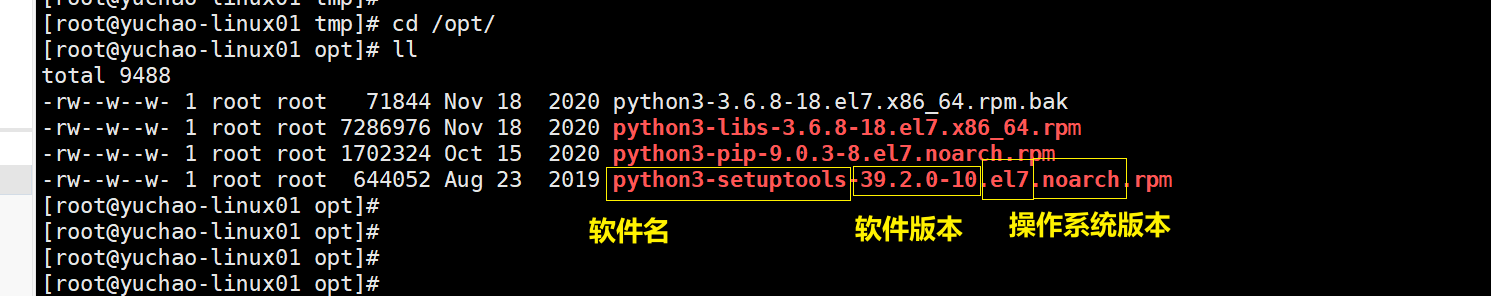 [root@yuchao-linux01 tmp]#
[root@yuchao-linux01 tmp]# cd /opt/
[root@yuchao-linux01 opt]# ll
total 9488
-rw--w--w- 1 root root   71844 Nov 18  2020 python3-3.6.8-18.el7.x86_64.rpm.bak
-rw--w--w- 1 root root 7286976 Nov 18  2020 python3-libs-3.6.8-18.el7.x86_64.rpm
-rw--w--w- 1 root root 1702324 Oct 15  2020 python3-pip-9.0.3-8.el7.noarch.rpm
-rw--w--w- 1 root root  644052 Aug 23  2019 python3-setuptools-39.2.0-10.el7.noarch.rpm
[root@yuchao-linux01 opt]#
软件名 软件版本 操作系统版本
[root@yuchao-linux01 opt]#
[root@yuchao-linux01 opt]#
[root@yuchao-linux01 opt]#